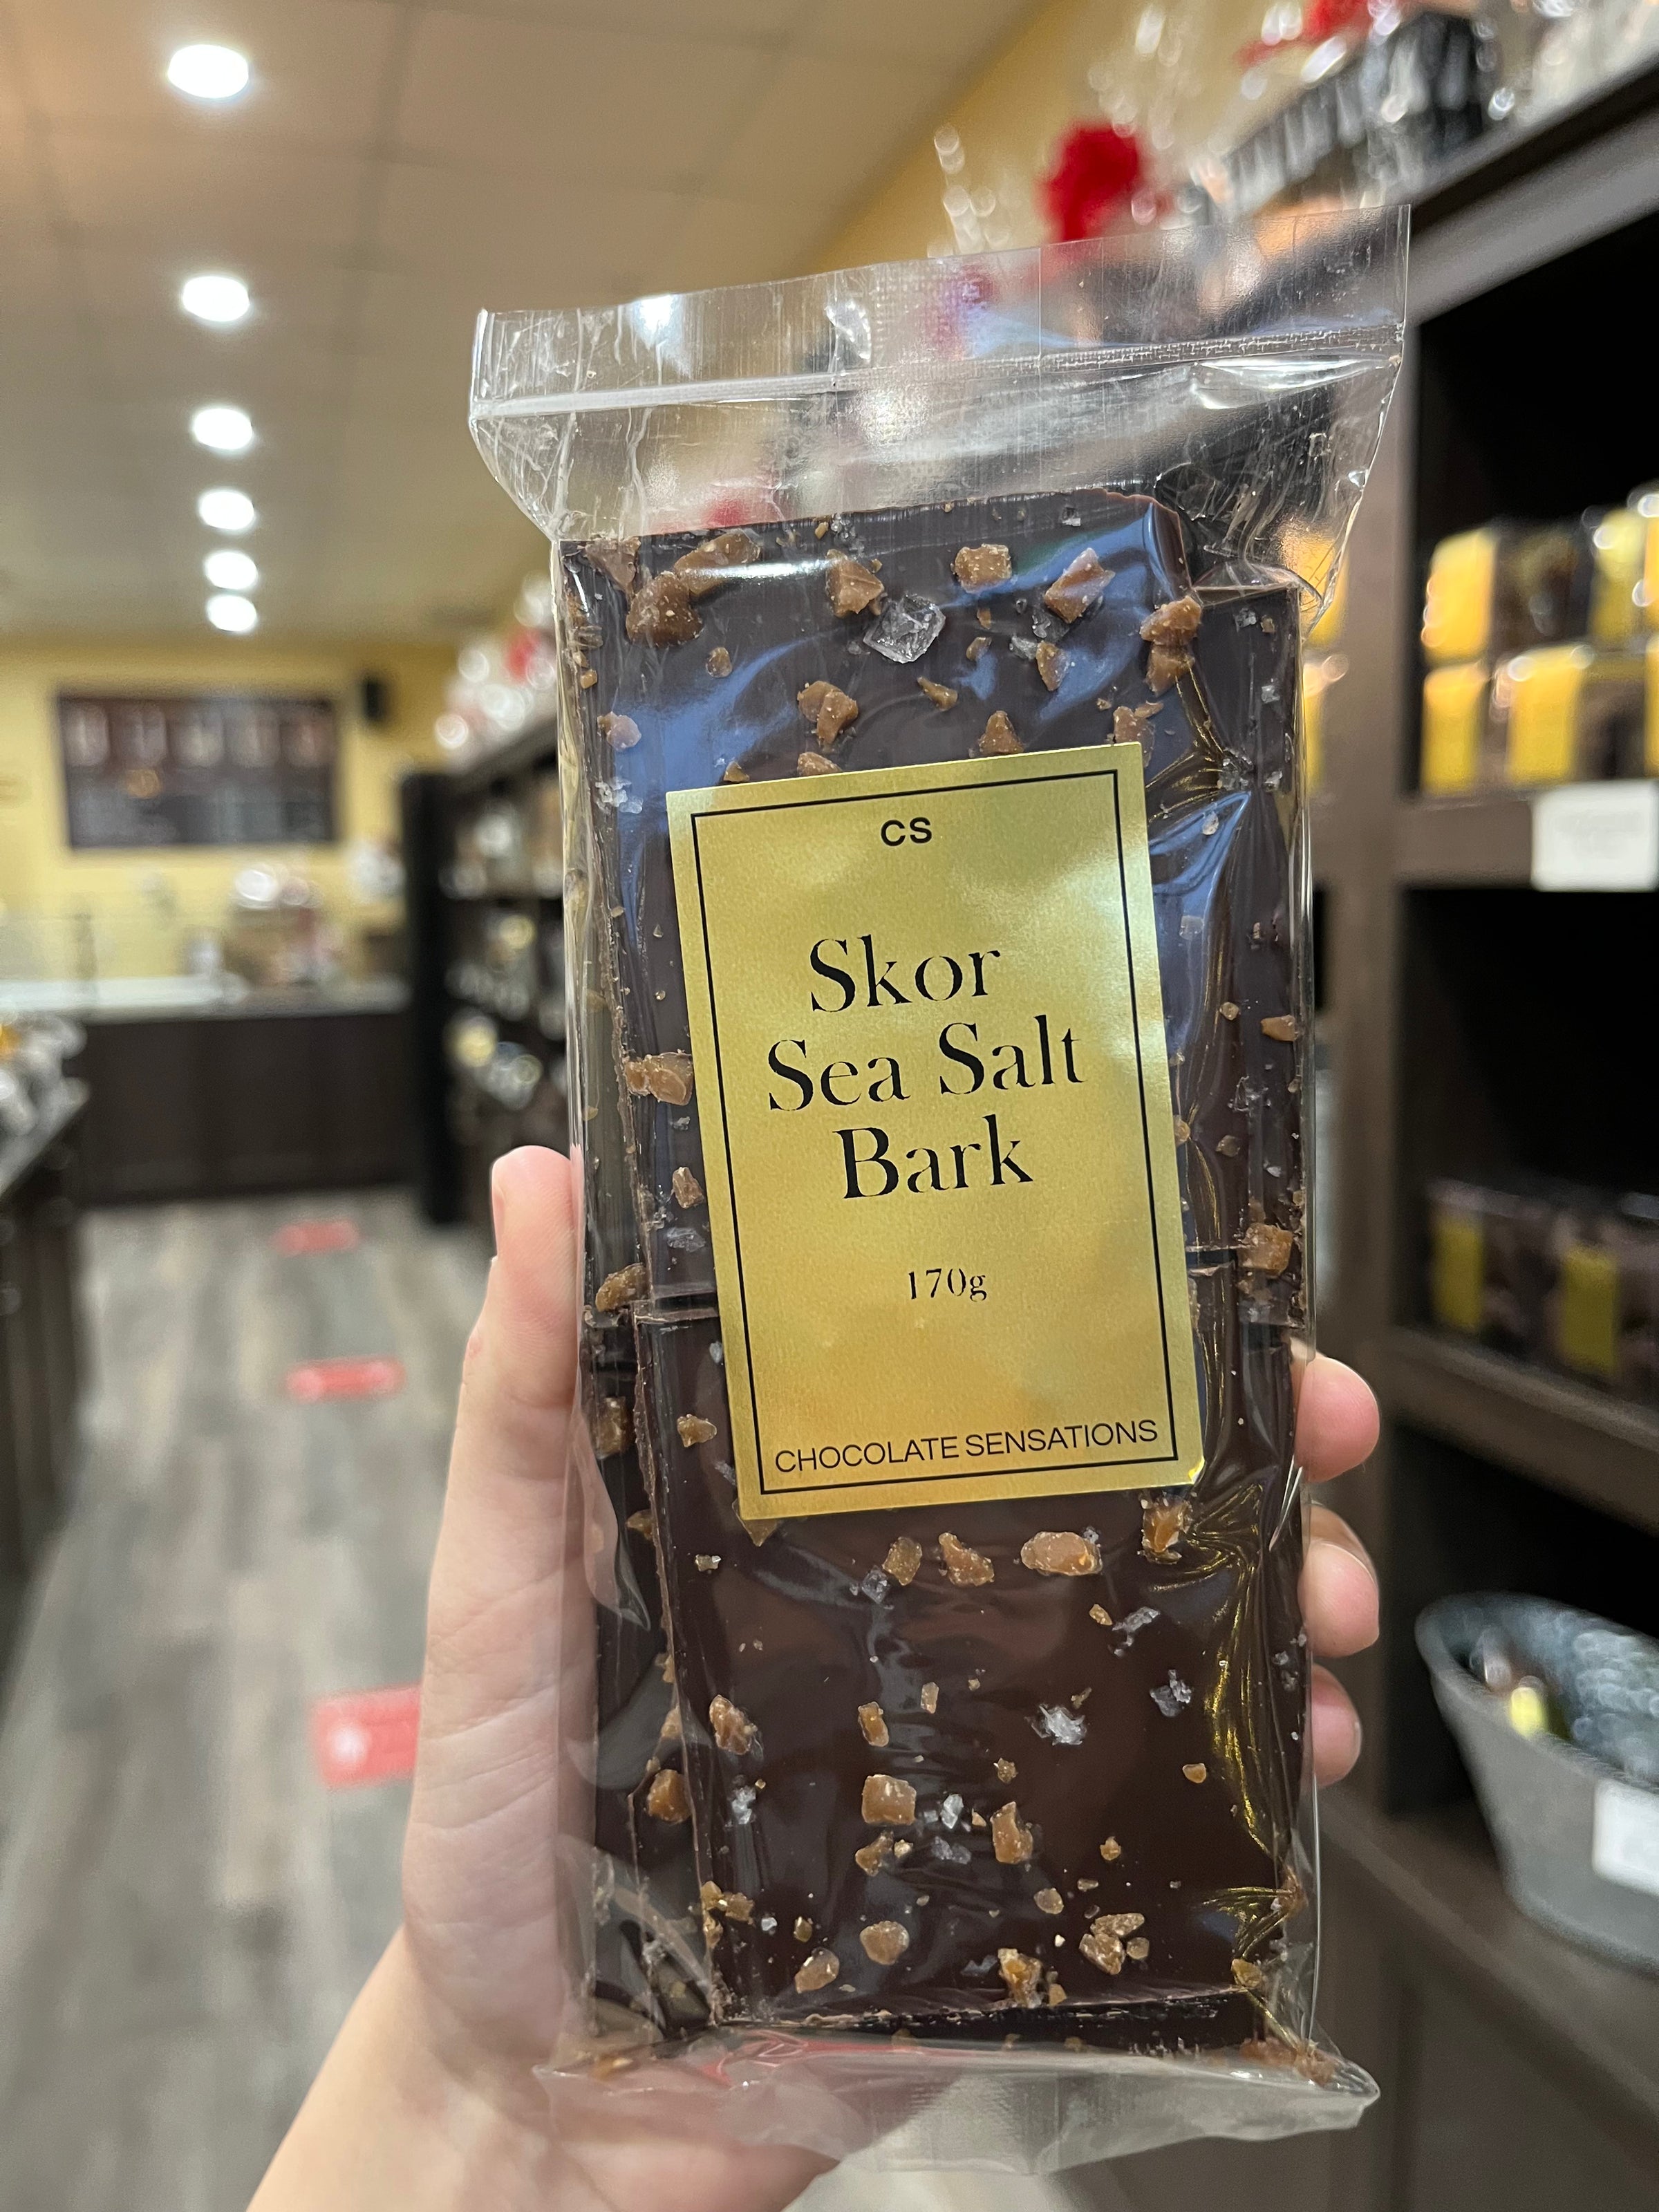 CS
Skor
Sea Salt
Bark
170g
CHOCOLATE SENSATIONS